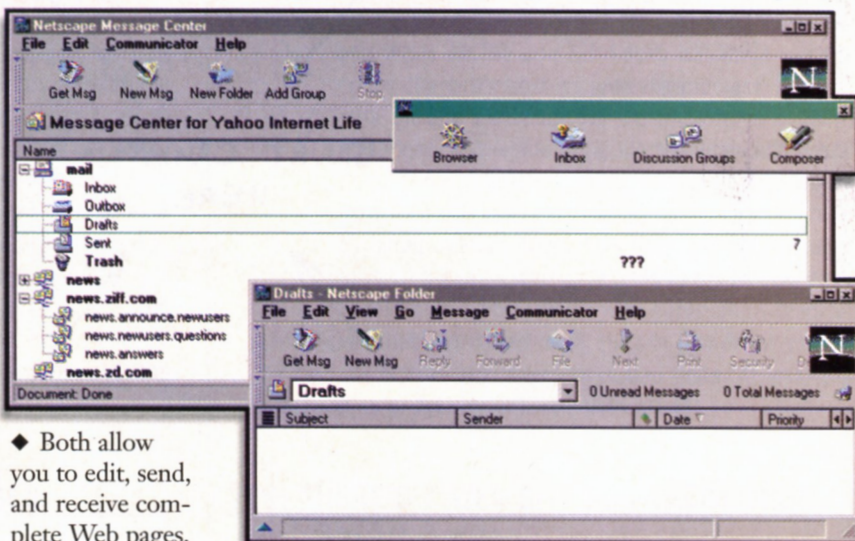 Netscape Message Center
File Edit Communicator Help
Get Msg New Msg New Folder Add Group Stop
N
Message Center for Yahoo Internet Life
Browser Inbox Discussion Groups Composer
Name
mail
Inbox
Outbox
Drafts
Sent 7
Trash ???
news
news.ziff.com
news.announce.newusers
news.newusers.questions
news.answers
news.zd.com
Document: Done
Drafts - Netscape Folder
File Edit View Go Message Communicator Help
Get Msg New Msg Reply Forward File Next Print Security
N
Drafts 0 Unread Messages 0 Total Messages
Subject Sender Date Priority
◆ Both allow
you to edit, send,
and receive com-
plete Web pages,